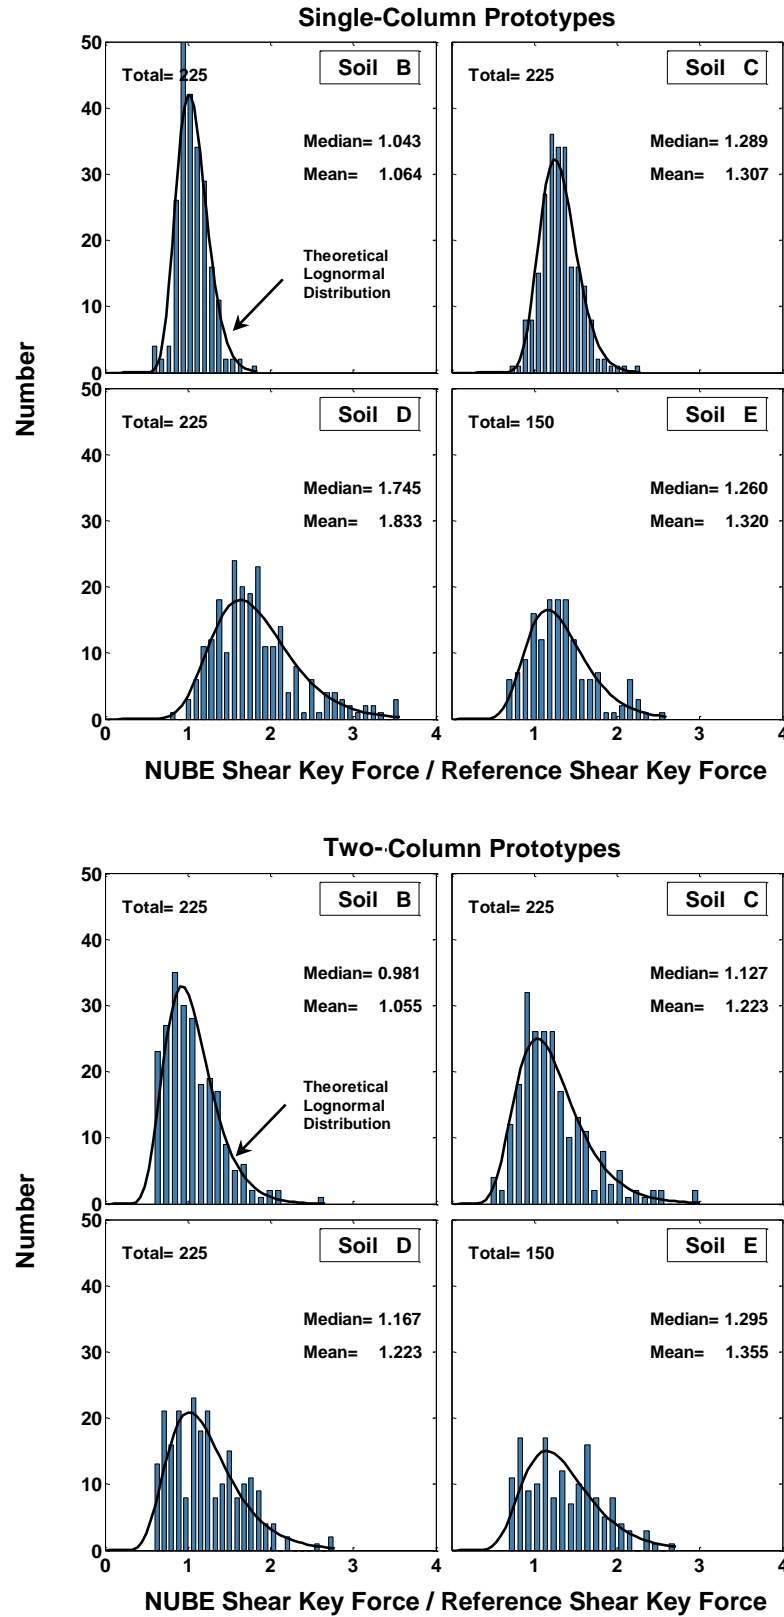 Single-Column Prototypes
50
40
30
20
10
0
Total= 225
Soil B
Median= 1.043
Mean= 1.064
Theoretical
Lognormal
Distribution
Total= 225
Soil C
Median= 1.289
Mean= 1.307
Number
50
40
30
20
10
0
Total= 225
Soil D
Median= 1.745
Mean= 1.833
0 1 2 3 4
Total= 150
Soil E
Median= 1.260
Mean= 1.320
1 2 3 4
NUBE Shear Key Force / Reference Shear Key Force
Two-Column Prototypes
50
40
30
20
10
0
Total= 225
Soil B
Median= 0.981
Mean= 1.055
Theoretical
Lognormal
Distribution
Total= 225
Soil C
Median= 1.127
Mean= 1.223
Number
50
40
30
20
10
0
Total= 225
Soil D
Median= 1.167
Mean= 1.223
0 1 2 3 4
Total= 150
Soil E
Median= 1.295
Mean= 1.355
1 2 3 4
NUBE Shear Key Force / Reference Shear Key Force